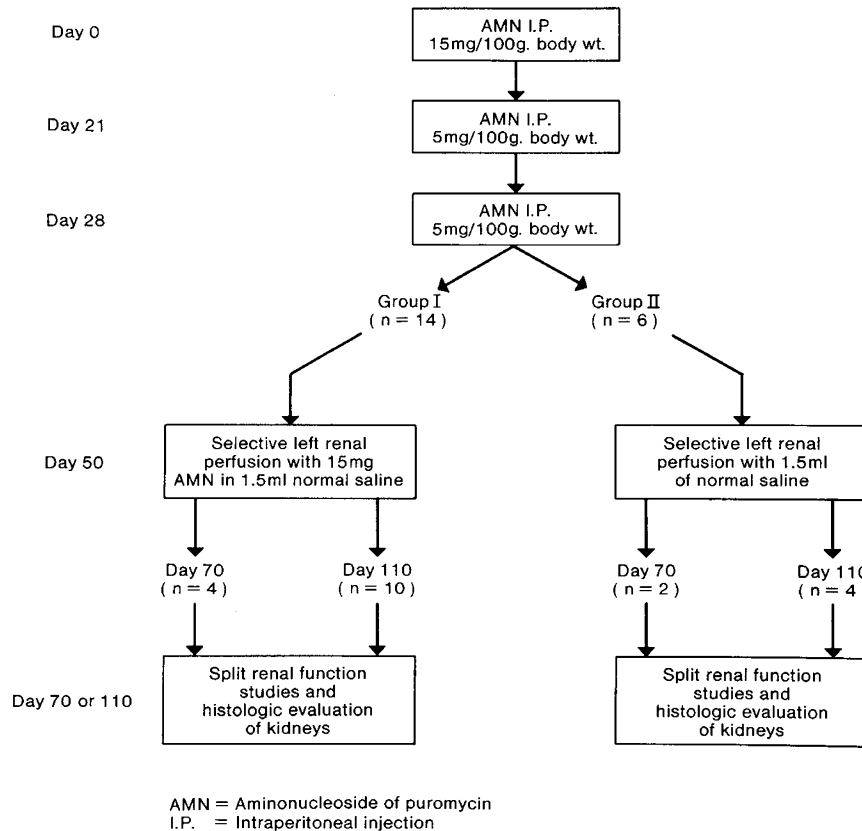 Day 0
AMN I.P.
15mg/100g. body wt.
Day 21
AMN I.P.
5mg/100g. body wt.
Day 28
AMN I.P.
5mg/100g. body wt.
Group I
( n = 14 )
Group II
( n = 6 )
Day 50
Selective left renal
perfusion with 15mg
AMN in 1.5ml normal saline
Selective left renal
perfusion with 1.5ml
of normal saline
Day 70
( n = 4 )
Day 110
( n = 10 )
Day 70
( n = 2 )
Day 110
( n = 4
Day 70 or 110
Split renal function
studies and
histologic evaluation
of kidneys
Split renal function
studies and
histologic evaluation
of kidneys
AMN = Aminonucleoside of puromycin
I.P. = Intraperitoneal injection